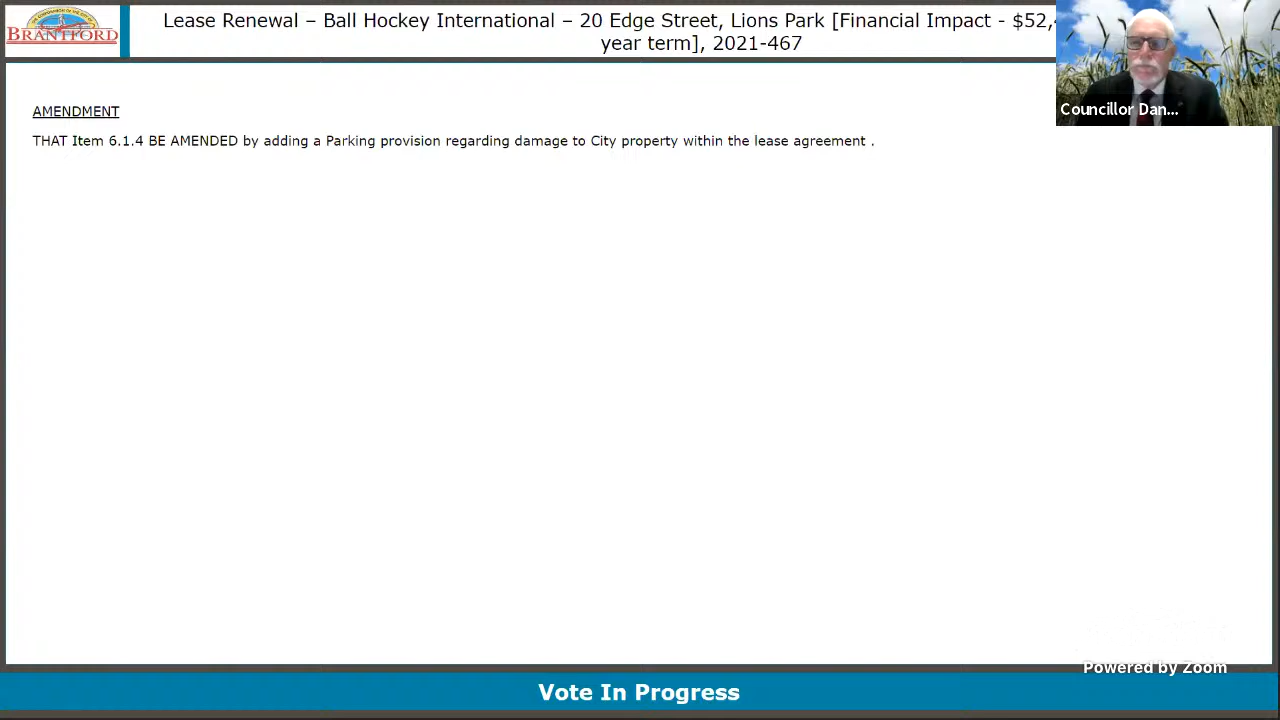 BRANTFORD
Lease Renewal – Ball Hockey International – 20 Edge Street, Lions Park [Financial Impact - $52,
year term], 2021-467
Councillor Dan...
AMENDMENT
THAT Item 6.1.4 BE AMENDED by adding a Parking provision regarding damage to City property within the lease agreement .
Powered by Zoom
Vote In Progress